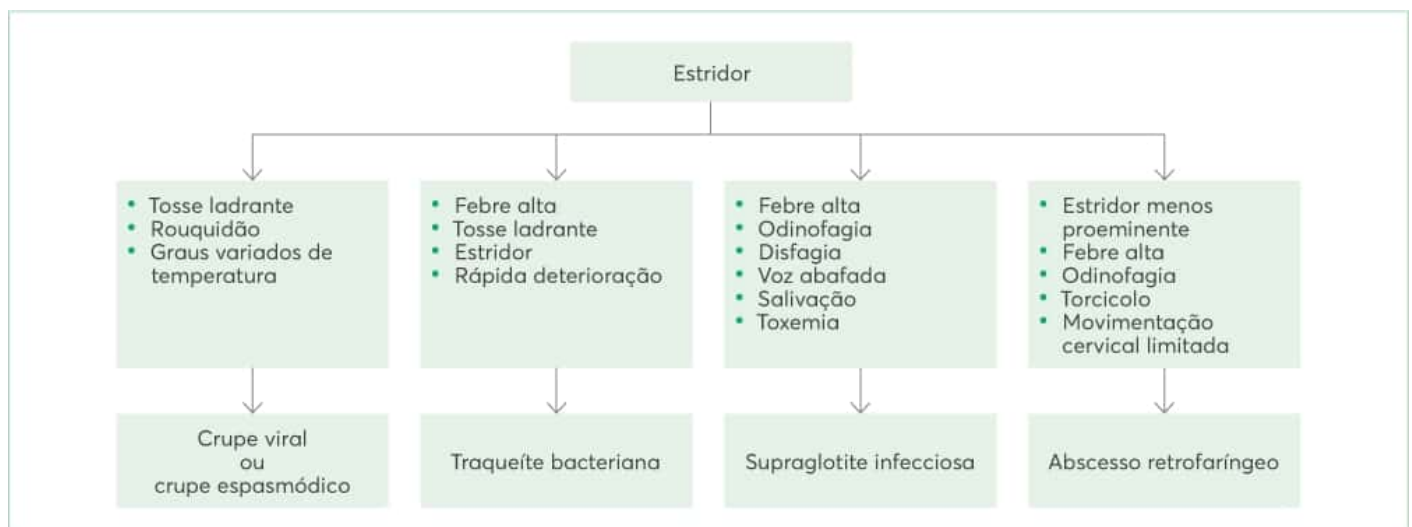 Estridor
• Tosse ladrante
• Rouquidão
• Graus variados de
temperatura
• Febre alta
• Tosse ladrante
• Estridor
• Rápida deterioração
• Febre alta
• Odinofagia
• Disfagia
• Voz abafada
• Salivação
• Toxemia
• Estridor menos
proeminente
• Febre alta
• Odinofagia
• Torcicolo
• Movimentação
cervical limitada
Crupe viral
ou
crupe espasmódico
Traqueíte bacteriana
Supraglotite infecciosa
Abscesso retrofaríngeo